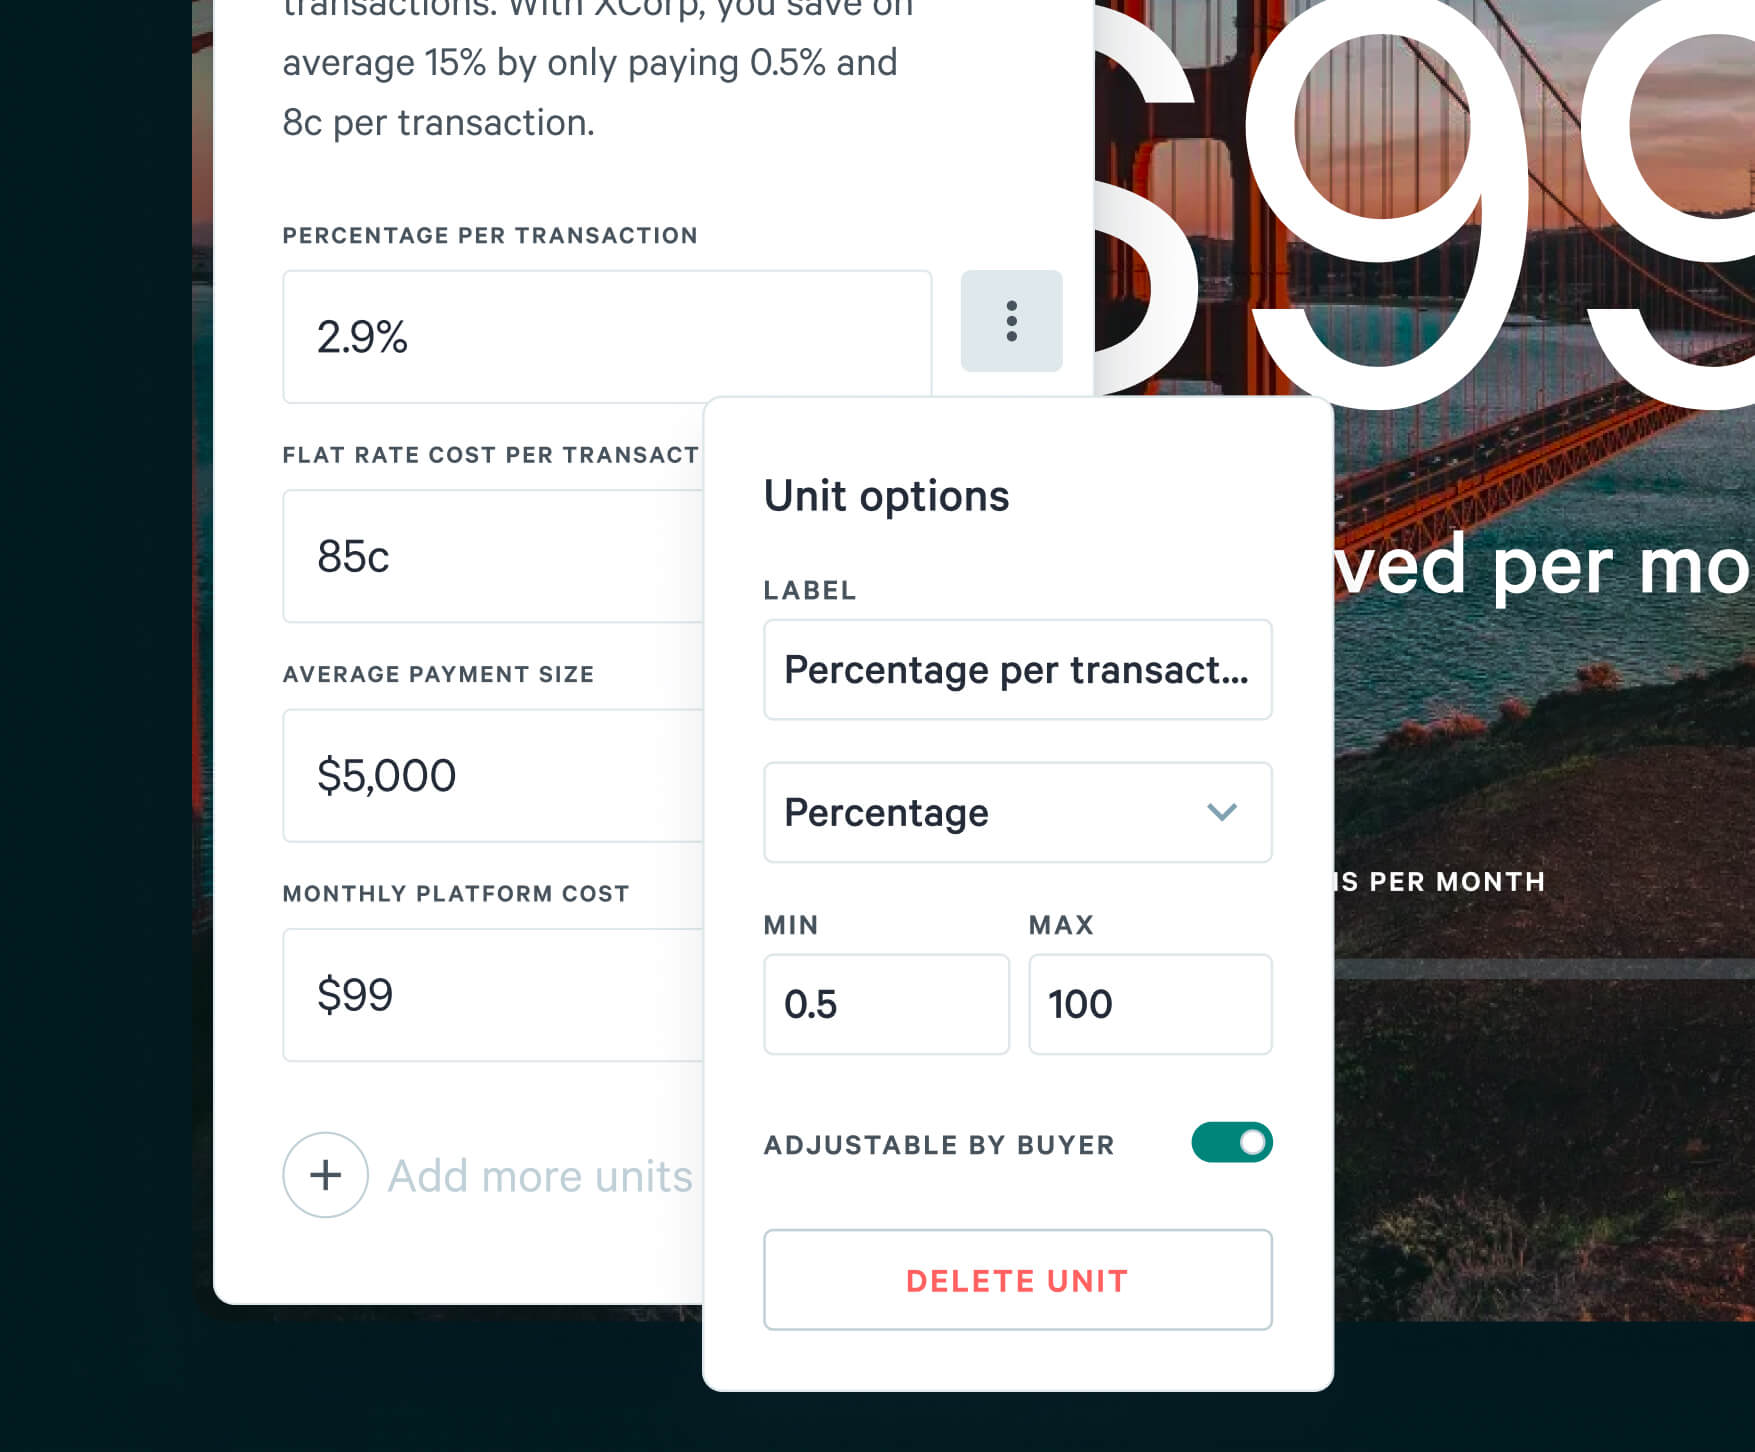 transactions. With XCorp, you save on
average 15% by only paying 0.5% and
8c per transaction.
PERCENTAGE PER TRANSACTION
2.9%
FLAT RATE COST PER TRANSACT
85c
AVERAGE PAYMENT SIZE
$5,000
MONTHLY PLATFORM COST
$99
Add more units
Unit options
LABEL
Percentage per transact...
Percentage
MIN
MAX
0.5
100
ADJUSTABLE BY BUYER
DELETE UNIT
$99
ved per mo
NS PER MONTH